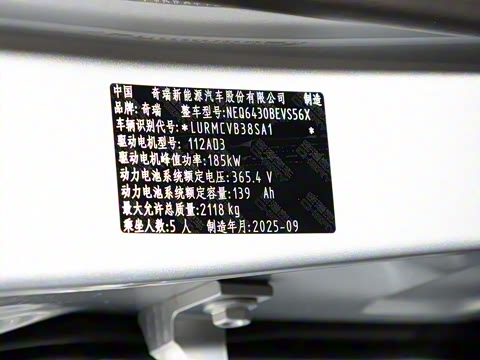 中国 奇瑞新能源汽车股份有限公司 制造
品牌:奇瑞 整车型号:NEQ6430BEVS56X
车辆识别代号:*LURMCVB38SA1 *
驱动电机型号: 112AD3
驱动电机峰值功率:185kW
动力电池系统额定电压:365.4 V
动力电池系统额定容量:139 Ah
最大允许总质量:2118 kg
乘坐人数:5 人 制造年月:2025-09